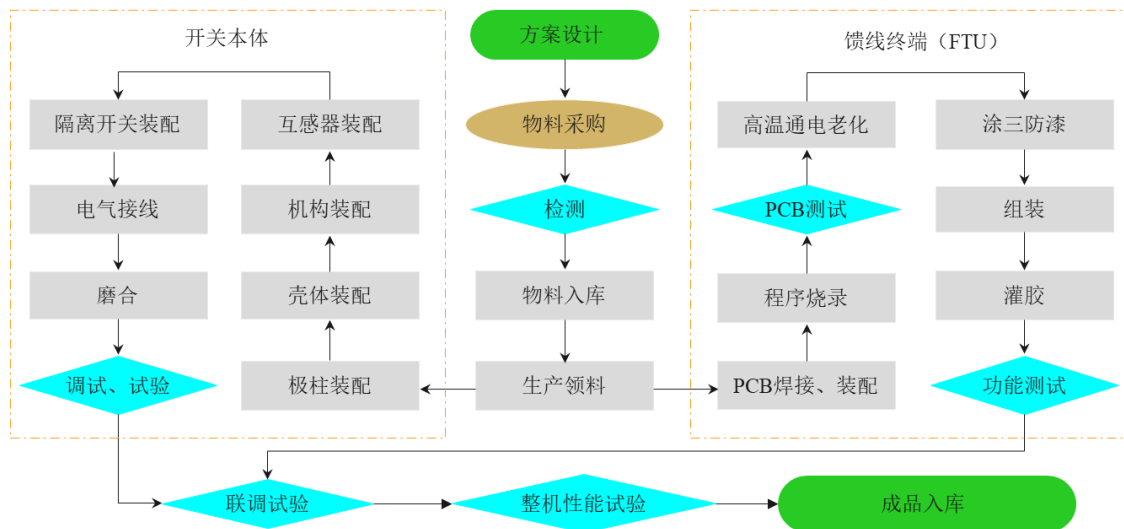 开关本体
方案设计
馈线终端（FTU）
隔离开关装配
互感器装配
物料采购
高温通电老化
涂三防漆
电气接线
机构装配
检测
PCB测试
组装
磨合
壳体装配
物料入库
程序烧录
灌胶
调试、试验
极柱装配
生产领料
PCB焊接、装配
功能测试
联调试验
整机性能试验
成品入库